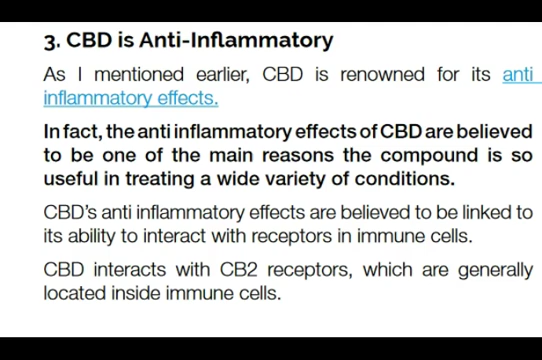 3. CBD is Anti-Inflammatory
As I mentioned earlier, CBD is renowned for its anti
inflammatory effects.
In fact, the anti inflammatory effects of CBD are believed
to be one of the main reasons the compound is so
useful in treating a wide variety of conditions.
CBD's anti inflammatory effects are believed to be linked to
its ability to interact with receptors in immune cells.
CBD interacts with CB2 receptors, which are generally
located inside immune cells.